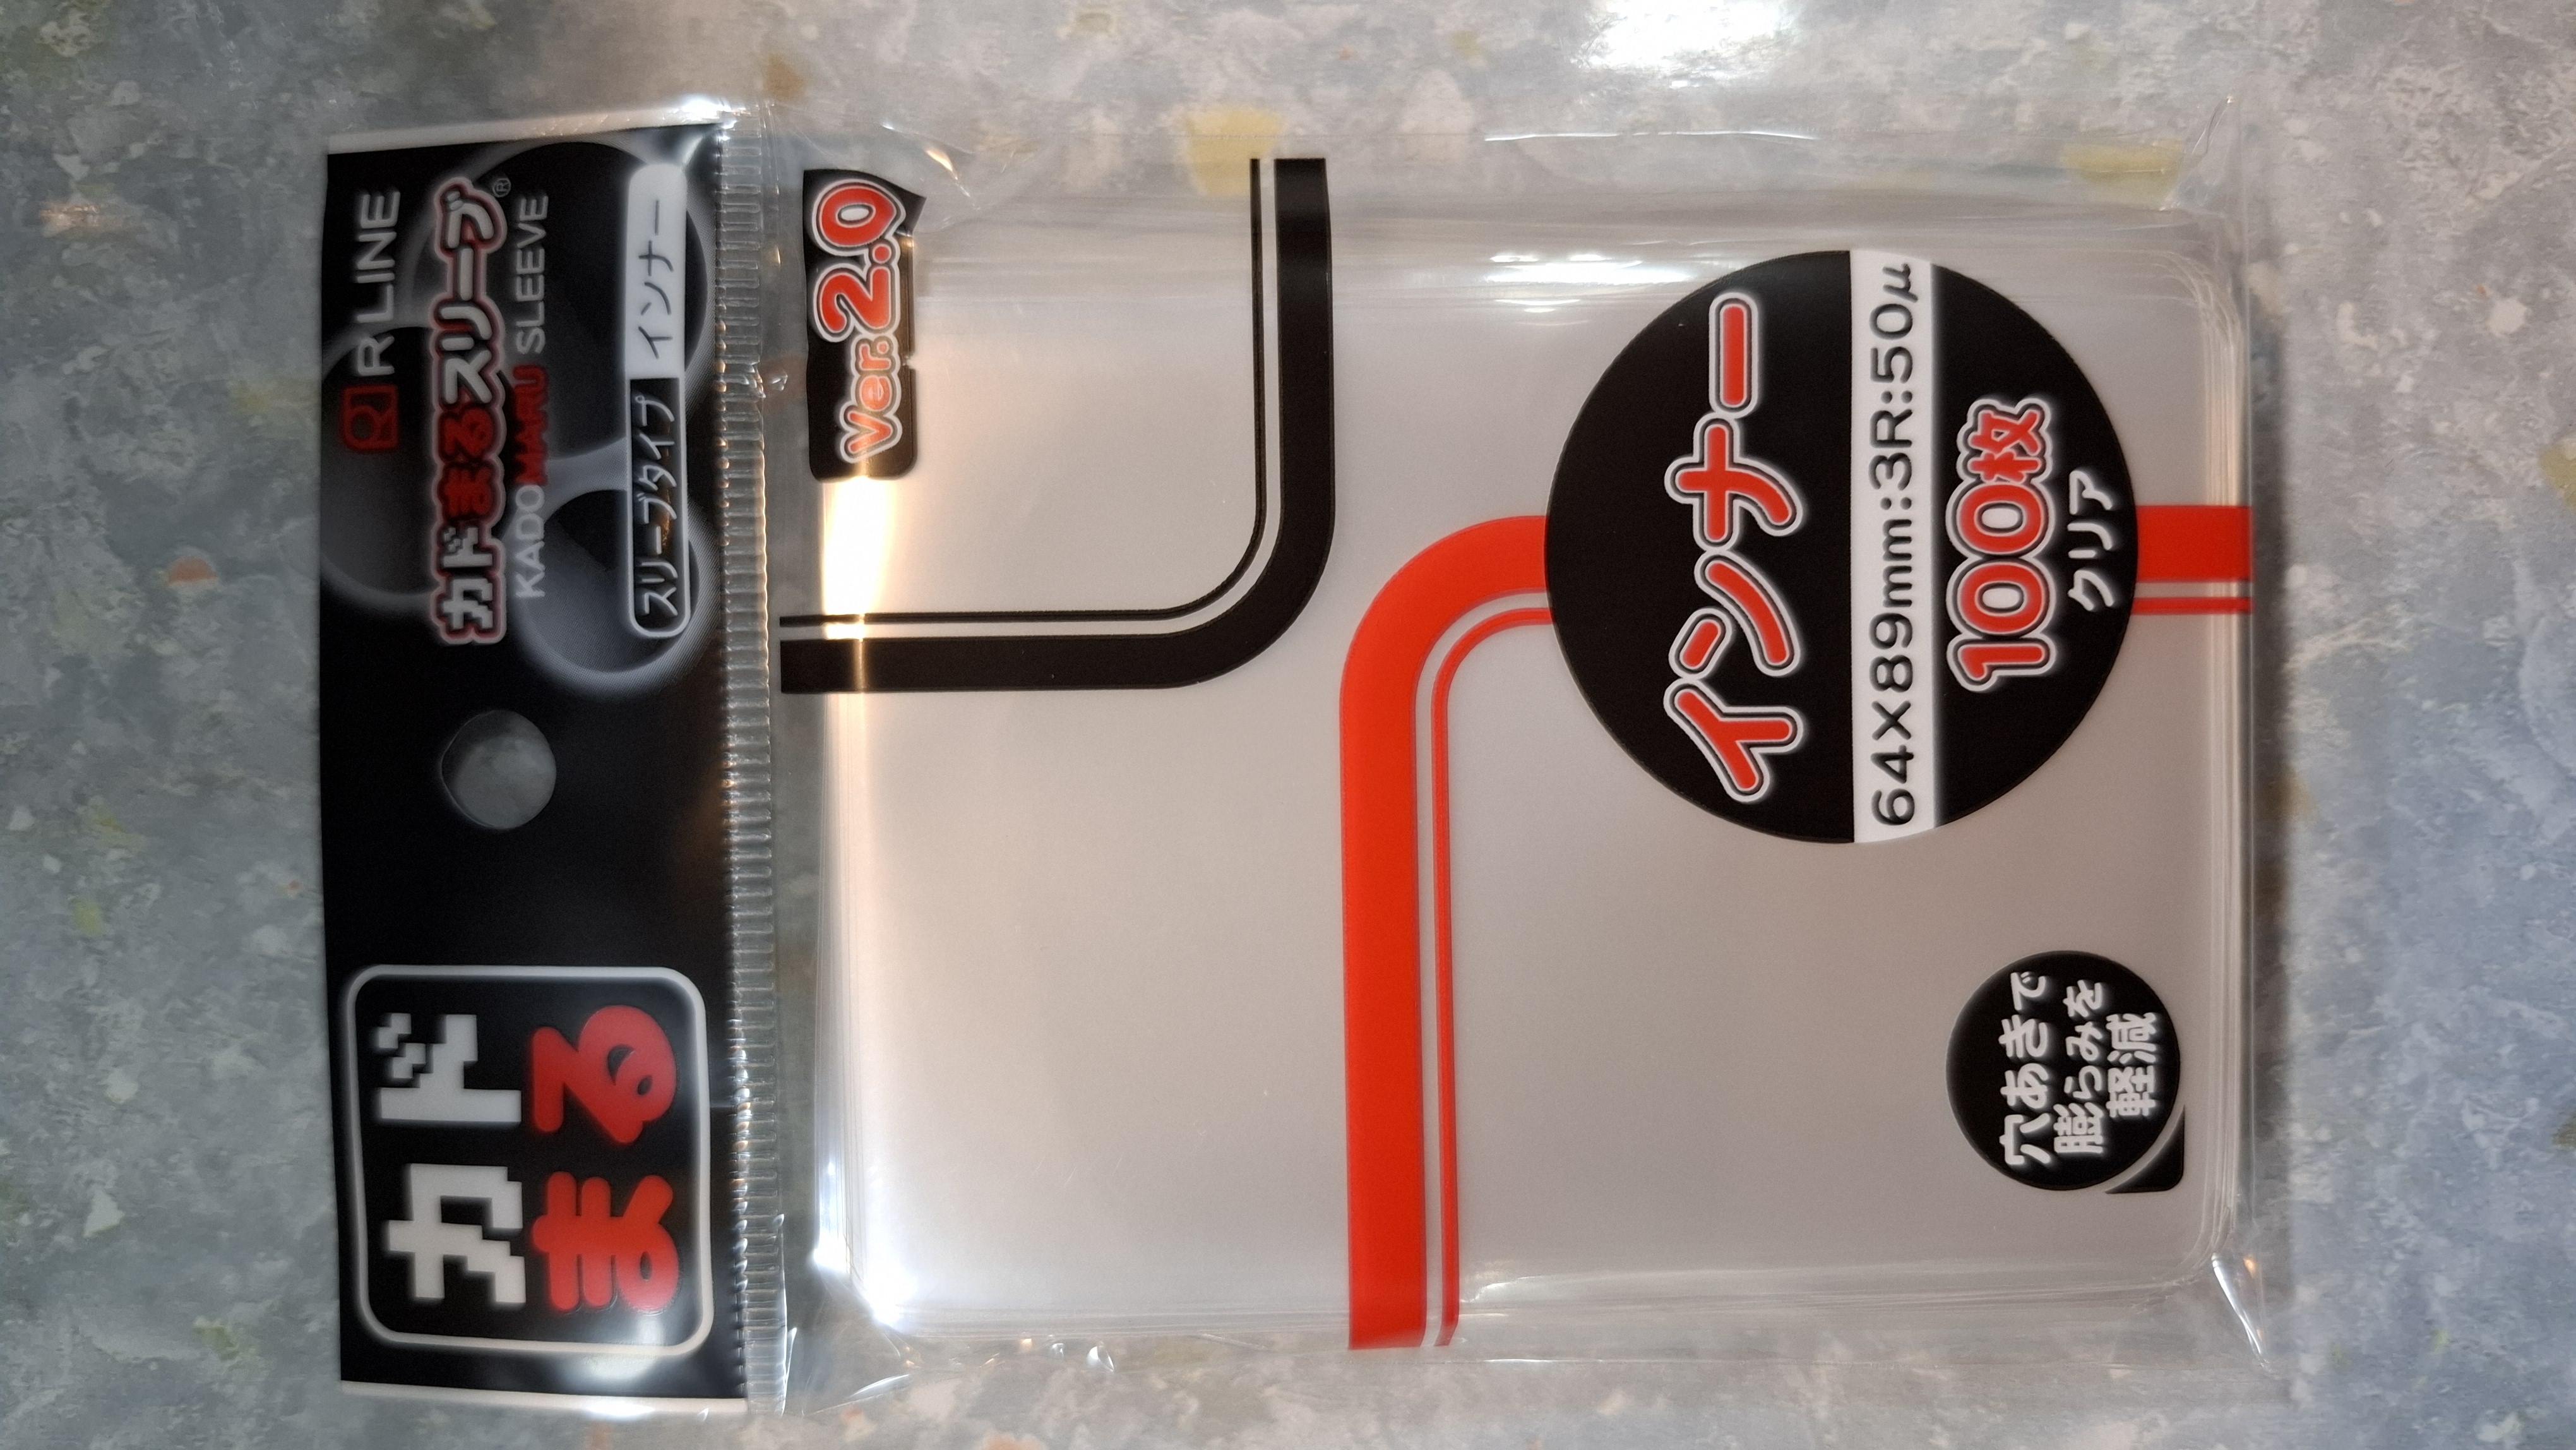 カド
まる
R LINE
カドまるスリーブ®
KADOMARU SLEEVE
スリーブタイプ インナー
Ver.2.0
インナー
64X89mm:3R:50μ
100枚
クリア
穴あきで
膨らみを
軽減